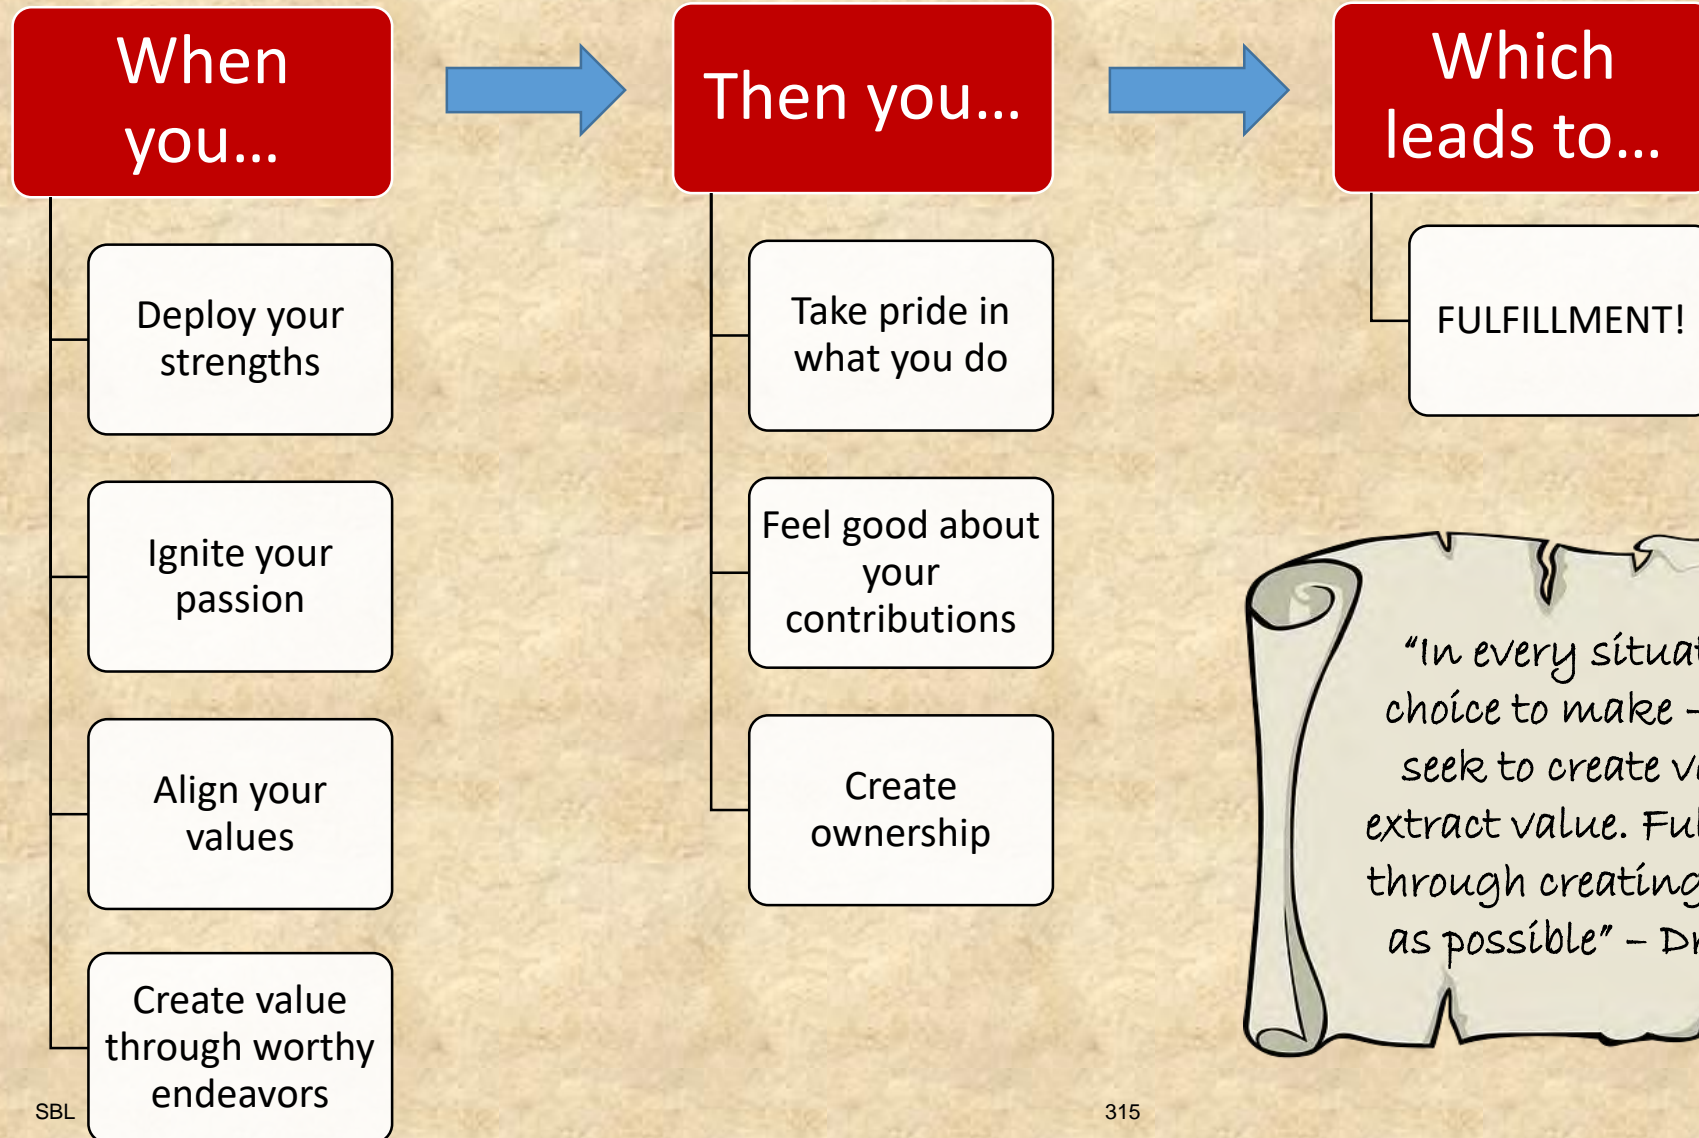 When
you...
Deploy your
strengths
Ignite your
passion
Align your
values
Create value
through worthy
endeavors
Then you...
Take pride in
what you do
Feel good about
your
contributions
Create
ownership
Which
leads to...
FULFILLMENT!
"In every
choice to make –
seek to create
extract value.
through creating
as possible" –
SBL
315